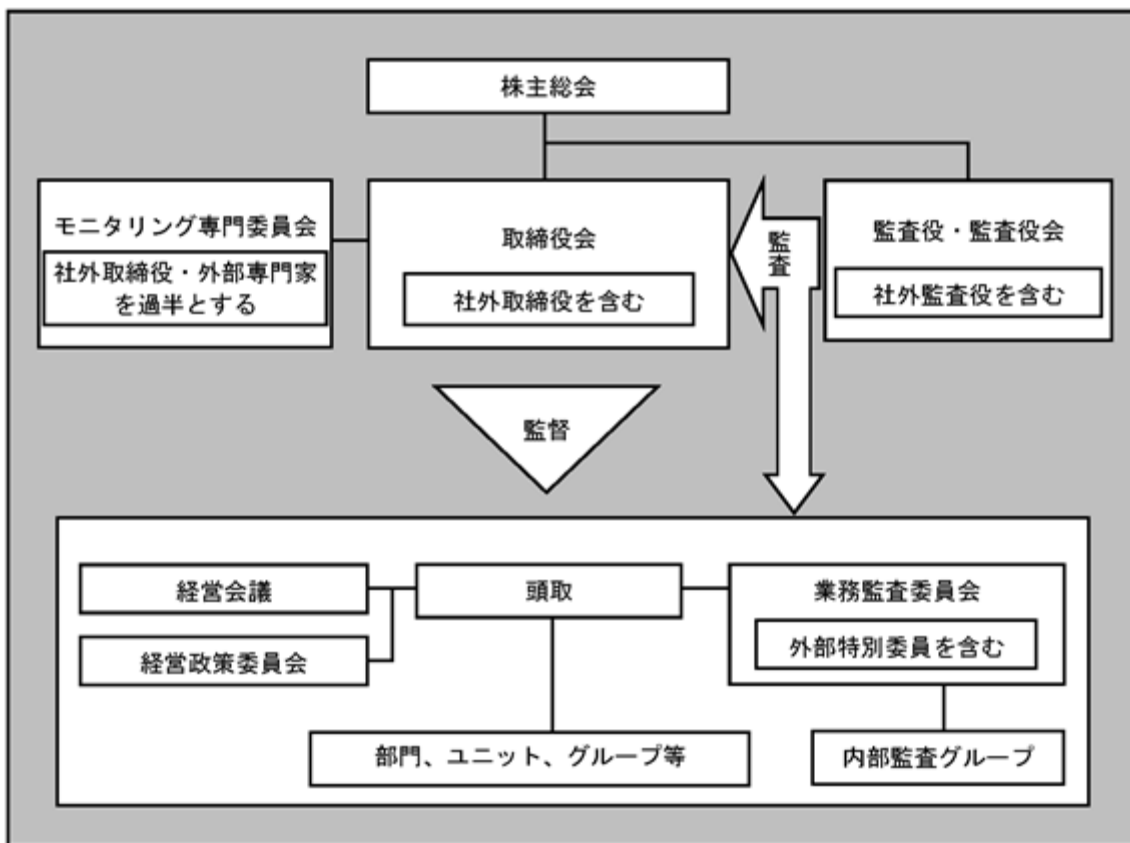 株主総会
モニタリング専門委員会
社外取締役・外部専門家
を過半とする
取締役会
社外取締役を含む
監査
監査役・監査役会
社外監査役を含む
監督
経営会議
頭取
業務監査委員会
外部特別委員を含む
経営政策委員会
部門、ユニット、グループ等
内部監査グループ